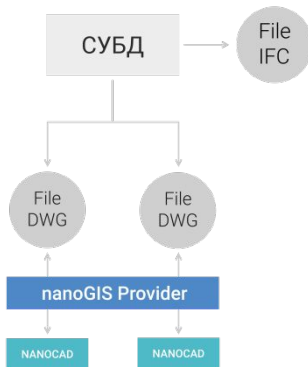 СУБД
File
IFC
File
DWG
File
DWG
nanoGIS Provider
NANOCAD
NANOCAD